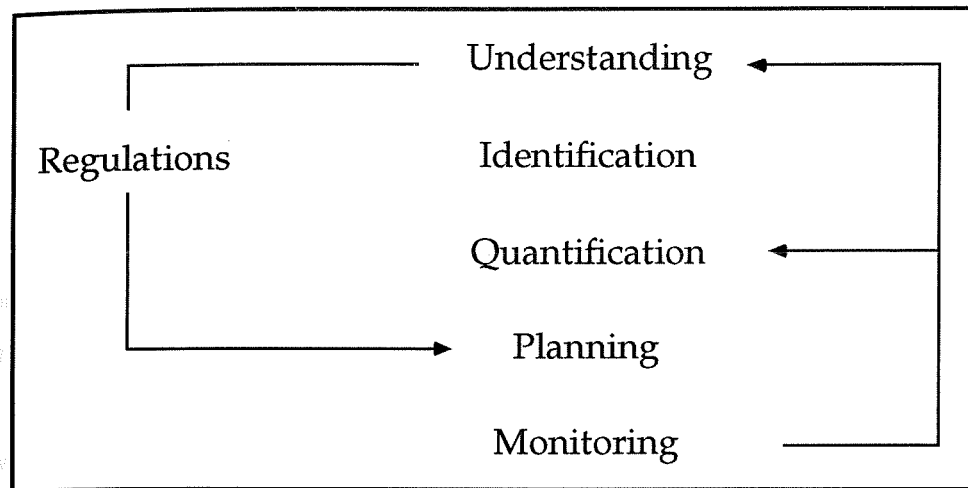 Understanding
Regulations
Identification
Quantification
Planning
Monitoring